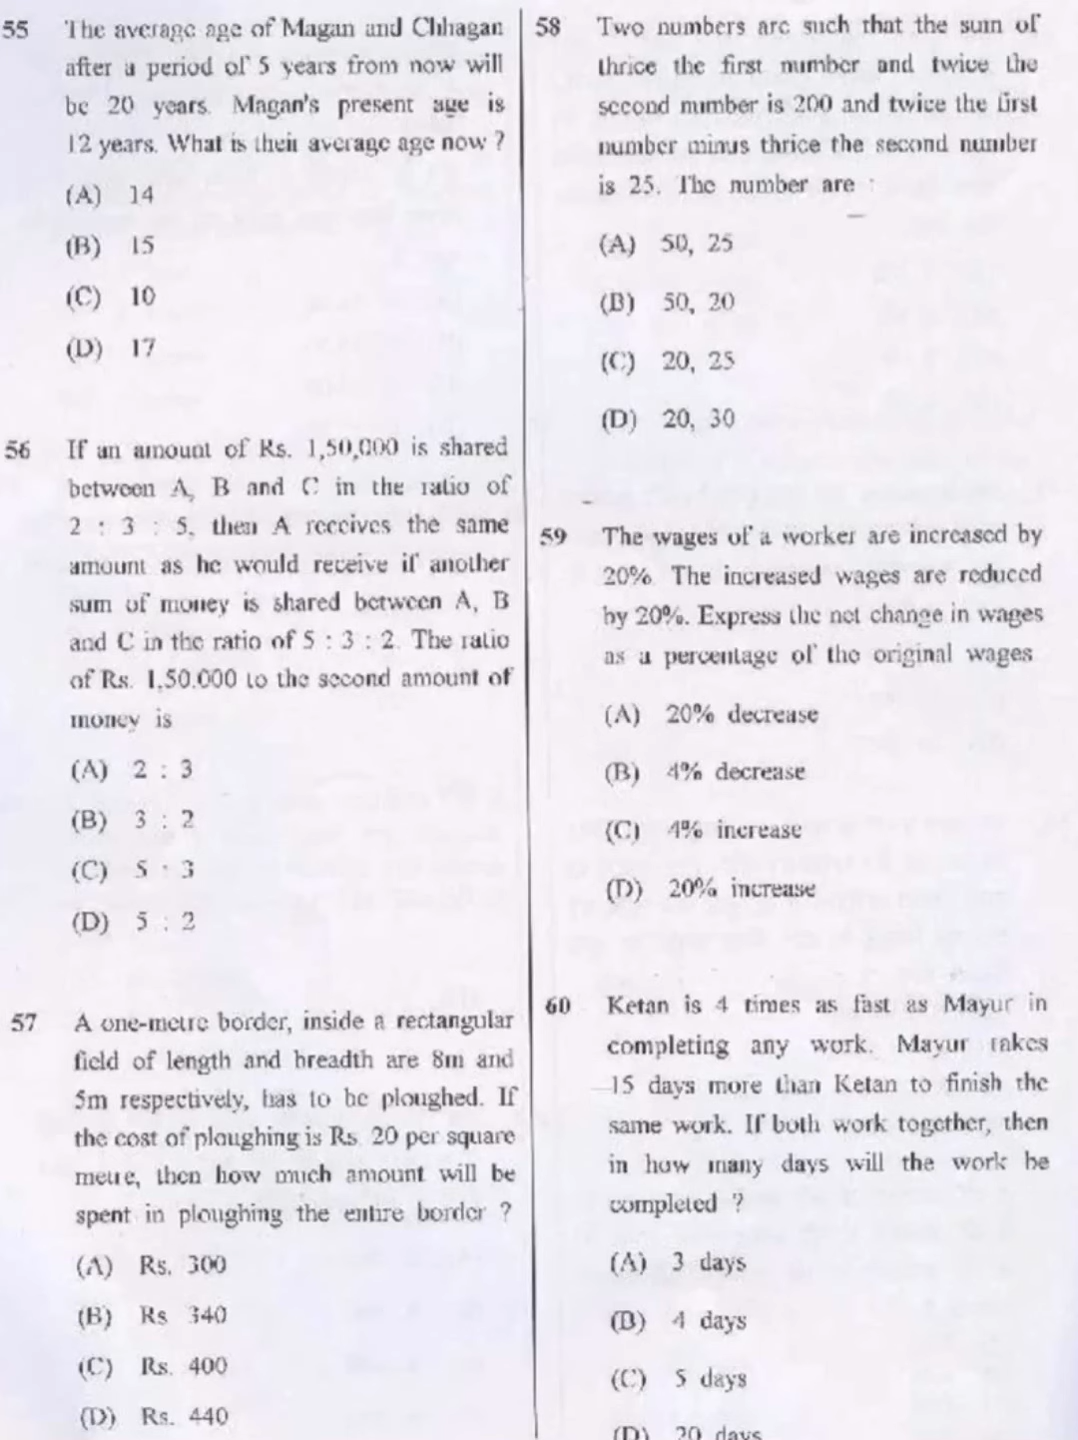 55 The average age of Magan and Chhagan
after a period of 5 years from now will
be 20 years. Magan's present age is
12 years. What is their average age now ?
(A) 14
(B) 15
(C) 10
(D) 17
56 If an amount of Rs. 1,50,000 is shared
between A, B and C in the ratio of
2 : 3 : 5, then A receives the same
amount as he would receive if another
sum of money is shared between A, B
and C in the ratio of 5 : 3 : 2. The ratio
of Rs. 1,50,000 to the second amount of
money is
(A) 2 : 3
(B) 3 : 2
(C) 5 : 3
(D) 5 : 2
57 A one-metre border, inside a rectangular
field of length and breadth are 8m and
5m respectively, has to be ploughed. If
the cost of ploughing is Rs. 20 per square
metre, then how much amount will be
spent in ploughing the entire border ?
(A) Rs. 300
(B) Rs 340
(C) Rs. 400
(D) Rs. 440
58 Two numbers are such that the sum of
thrice the first number and twice the
second number is 200 and twice the first
number minus thrice the second number
is 25. The number are :
(A) 50, 25
(B) 50, 20
(C) 20, 25
(D) 20, 30
59 The wages of a worker are increased by
20%. The increased wages are reduced
by 20%. Express the net change in wages
as a percentage of the original wages
(A) 20% decrease
(B) 4% decrease
(C) 4% increase
(D) 20% increase
60 Ketan is 4 times as fast as Mayur in
completing any work. Mayur takes
15 days more than Ketan to finish the
same work. If both work together, then
in how many days will the work be
completed ?
(A) 3 days
(B) 4 days
(C) 5 days
(D) 20 days